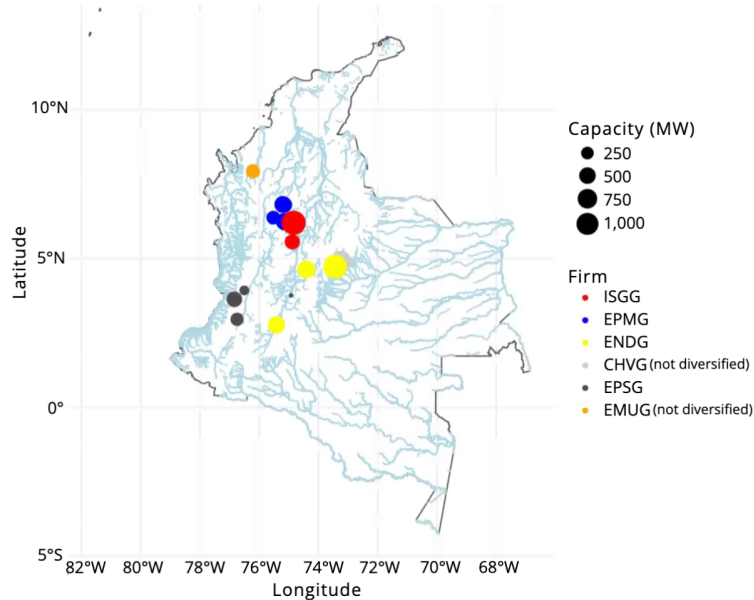 10°N
5°N
0°
5°S
Latitude
82°W 80°W 78°W 76°W 74°W 72°W 70°W 68°W
Longitude
Capacity (MW)
250
500
750
1,000
Firm
ISGG
EPMG
ENDG
CHVG (not diversified)
EPSG
EMUG (not diversified)